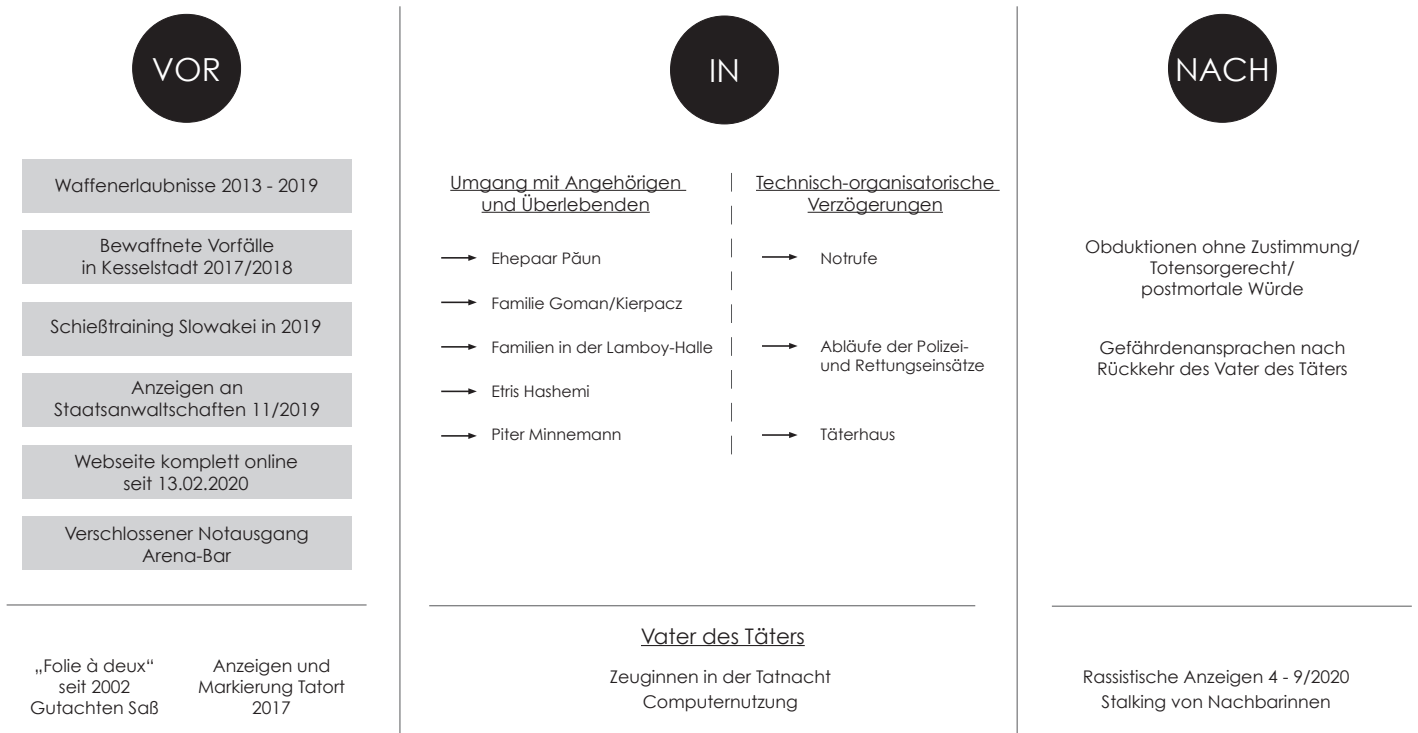 VOR
Waffenerlaubnisse 2013 - 2019
Bewaffnete Vorfälle
in Kesselstadt 2017/2018
Schießtraining Slowakei in 2019
Anzeigen an
Staatsanwaltschaften 11/2019
Webseite komplett online
seit 13.02.2020
Verschlossener Notausgang
Arena-Bar
„Folie à deux“
seit 2002
Gutachten Saß
Anzeigen und
Markierung Tatort
2017
IN
Umgang mit Angehörigen
und Überlebenden
Ehepaar Păun
Familie Goman/Kierpacz
Familien in der Lamboy-Halle
Etris Hashemi
Piter Minnemann
Technisch-organisatorische
Verzögerungen
Notrufe
Abläufe der Polizei-
und Rettungseinsätze
Täterhaus
Vater des Täters
Zeuginnen in der Tatnacht
Computernutzung
NACH
Obduktionen ohne Zustimmung/
Totensorgerecht/
postmortale Würde
Gefährdenansprachen nach
Rückkehr des Vater des Täters
Rassistische Anzeigen 4 - 9/2020
Stalking von Nachbarinnen